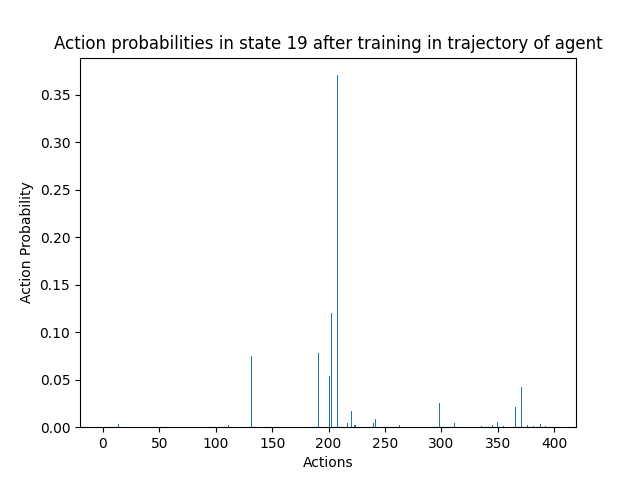 Action probabilities in state 19 after training in trajectory of agent
0.35
0.30
0.25
0.20
0.15
0.10
0.05
0.00
Action Probability
0 50 100 150 200 250 300 350 400
Actions